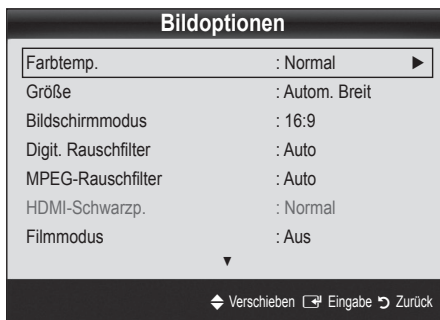 Bildoptionen
Farbtemp. : Normal ►
Größe : Autom. Breit
Bildschirmmodus : 16:9
Digit. Rauschfilter : Auto
MPEG-Rauschfilter : Auto
HDMI-Schwarzp. : Normal
Filmmodus : Aus
▼
Verschieben Eingabe Zurück